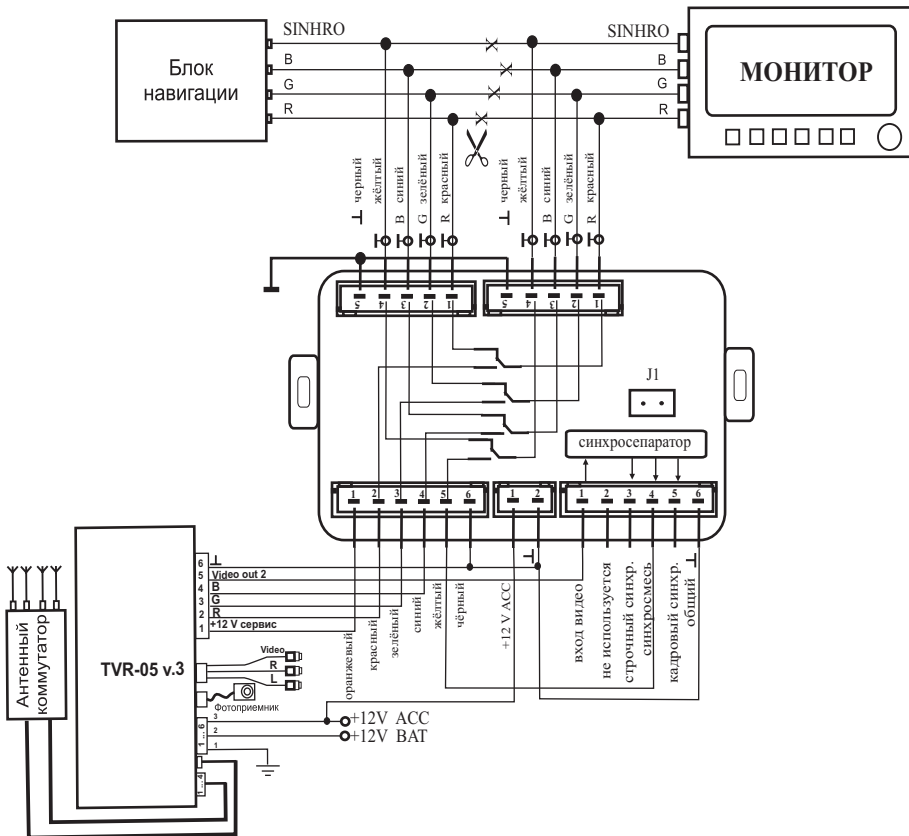 SINHRO
SINHRO
B
B
G
G
R
R
Блок
навигации
МОНИТОР
черный
жёлтый
B синий
G зелёный
R красный
черный
жёлтый
B синий
G зелёный
R красный
5
4
3
2
1
5
4
3
2
1
J1
синхросепаратор
1
2
3
4
5
6
1
2
1
2
3
4
5
6
6
5 Video out 2
4 B
3 G
2 R
1 +12 V сервис
оранжевый
красный
зелёный
синий
жёлтый
чёрный
+12 V ACC
вход видео
не используется
строчный синхр.
синхросмесь
кадровый синхр.
общий
Антенный
коммутатор
TVR-05 v.3
Video
R
L
Фотоприемник
1 ... 6
3
2
1
+12V ACC
+12V BAT
1 ... 4